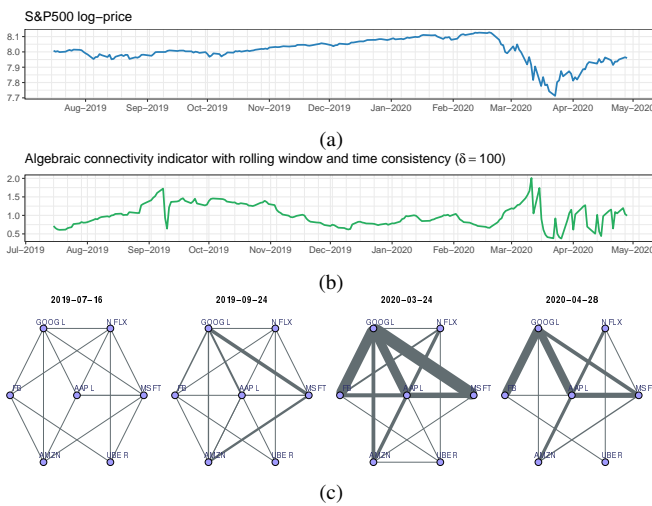 S&P500 log−price
8.1
8.0
7.9
7.8
7.7
Aug−2019 Sep−2019 Oct−2019 Nov−2019 Dec−2019 Jan−2020 Feb−2020 Mar−2020 Apr−2020 May−2020
(a)
Algebraic connectivity indicator with rolling window and time consistency (δ = 100)
2.0
1.5
1.0
0.5
Jul−2019 Aug−2019 Sep−2019 Oct−2019 Nov−2019 Dec−2019 Jan−2020 Feb−2020 Mar−2020 Apr−2020 May−2020
(b)
2019−07−16 2019−09−24 2020−03−24 2020−04−28
GOOGL NFLX GOOGL NFLX GOOGL NFLX GOOGL NFLX
FB AAPL MSFT FB AAPL MSFT FB AAPL MSFT FB AAPL MSF
AMZN UBER AMZN UBER AMZN UBER AMZN UBER
(c)